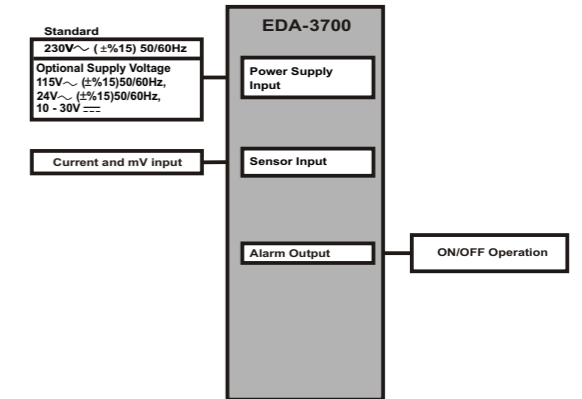 Standard
230V～ ( ±%15) 50/60Hz
Optional Supply Voltage
115V～ (±%15)50/60Hz,
24V～ (±%15)50/60Hz,
10 - 30V ⎓
Current and mV input
EDA-3700
Power Supply
Input
Sensor Input
Alarm Output
ON/OFF Operation